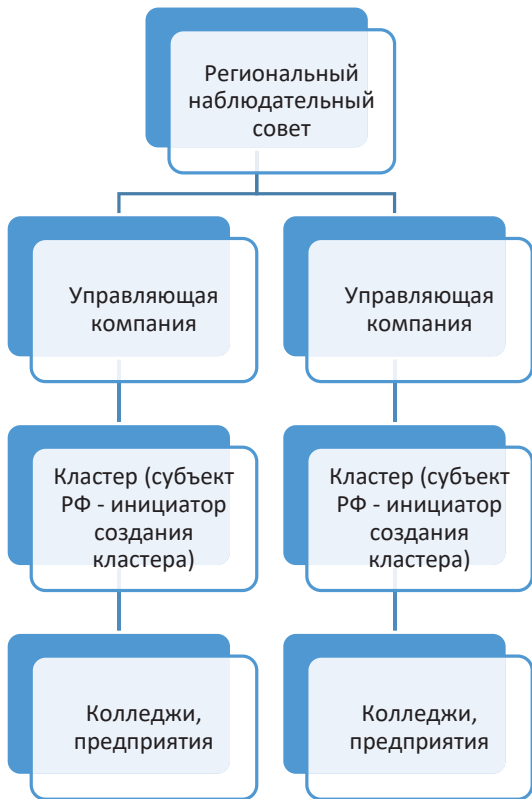 Региональный
наблюдательный
совет
Управляющая
компания
Управляющая
компания
Кластер (субъект
РФ - инициатор
создания
кластера)
Кластер (субъект
РФ - инициатор
создания
кластера)
Колледжи,
предприятия
Колледжи,
предприятия